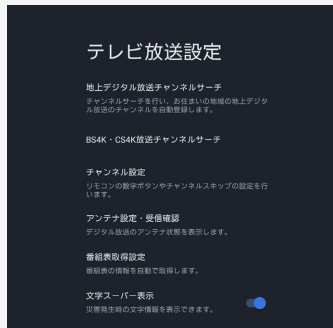 テレビ放送設定
地上デジタル放送チャンネルサーチ
チャンネルサーチを行い、お住まいの地域の地上デジタ
ル放送のチャンネルを自動登録します。
BS4K・CS4K放送チャンネルサーチ
チャンネル設定
リモコンの数字ボタンやチャンネルスキップの設定を行
います。
アンテナ設定・受信確認
デジタル放送のアンテナ状態を表示します。
番組表取得設定
番組表の情報を自動で取得します。
文字スーパー表示
災害発生時の文字情報を表示できます。